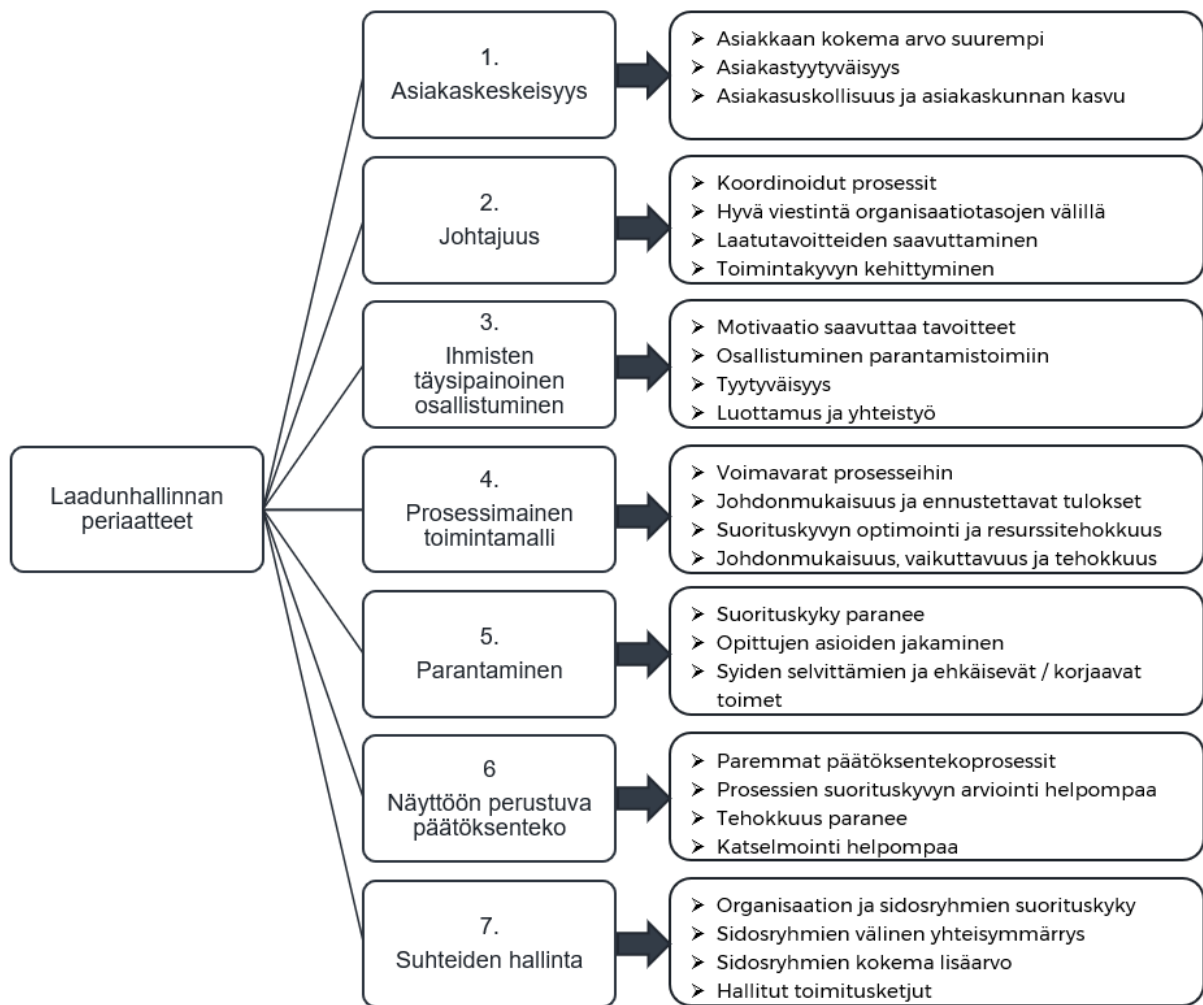 Laadunhallinnan
periaatteet
1.
Asiakaskeskeisyys
➤ Asiakkaan kokema arvo suurempi
➤ Asiakastyytyväisyys
➤ Asiakasuskollisuus ja asiakaskunnan kasvu
2.
Johtajuus
➤ Koordinoidut prosessit
➤ Hyvä viestintä organisaatiotasojen välillä
➤ Laatutavoitteiden saavuttaminen
➤ Toimintakyvyn kehittyminen
3.
Ihmisten
täysipainoinen
osallistuminen
➤ Motivaatio saavuttaa tavoitteet
➤ Osallistuminen parantamistoimiin
➤ Tyytyväisyys
➤ Luottamus ja yhteistyö
4.
Prosessimainen
toimintamalli
➤ Voimavarat prosesseihin
➤ Johdonmukaisuus ja ennustettavat tulokset
➤ Suorituskyvyn optimointi ja resurssitehokkuus
➤ Johdonmukaisuus, vaikuttavuus ja tehokkuus
5.
Parantaminen
➤ Suorituskyky paranee
➤ Opittujen asioiden jakaminen
➤ Syiden selvittämien ja ehkäisevät / korjaavat
toimet
6
Näyttöön perustuva
päätöksenteko
➤ Paremmat päätöksentekoprosessit
➤ Prosessien suorituskyvyn arviointi helpompaa
➤ Tehokkuus paranee
➤ Katselmointi helpompaa
7.
Suhteiden hallinta
➤ Organisaation ja sidosryhmien suorituskyky
➤ Sidosryhmien välinen yhteisymmärrys
➤ Sidosryhmien kokema lisäarvo
➤ Hallitut toimitusketjut